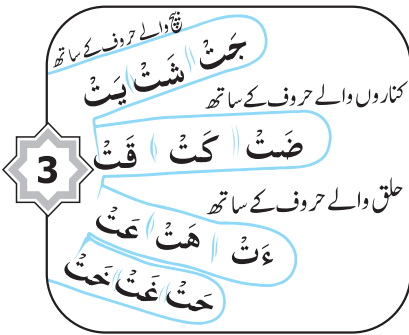 بیچ والے حروف کے ساتھ
جَتْ شَتْ يَتْ
کناروں والے حروف کے ساتھ
ضَتْ كَتْ قَتْ
3
حلق والے حروف کے ساتھ
ءَتْ هَتْ عَتْ
حَتْ غَتْ خَتْ